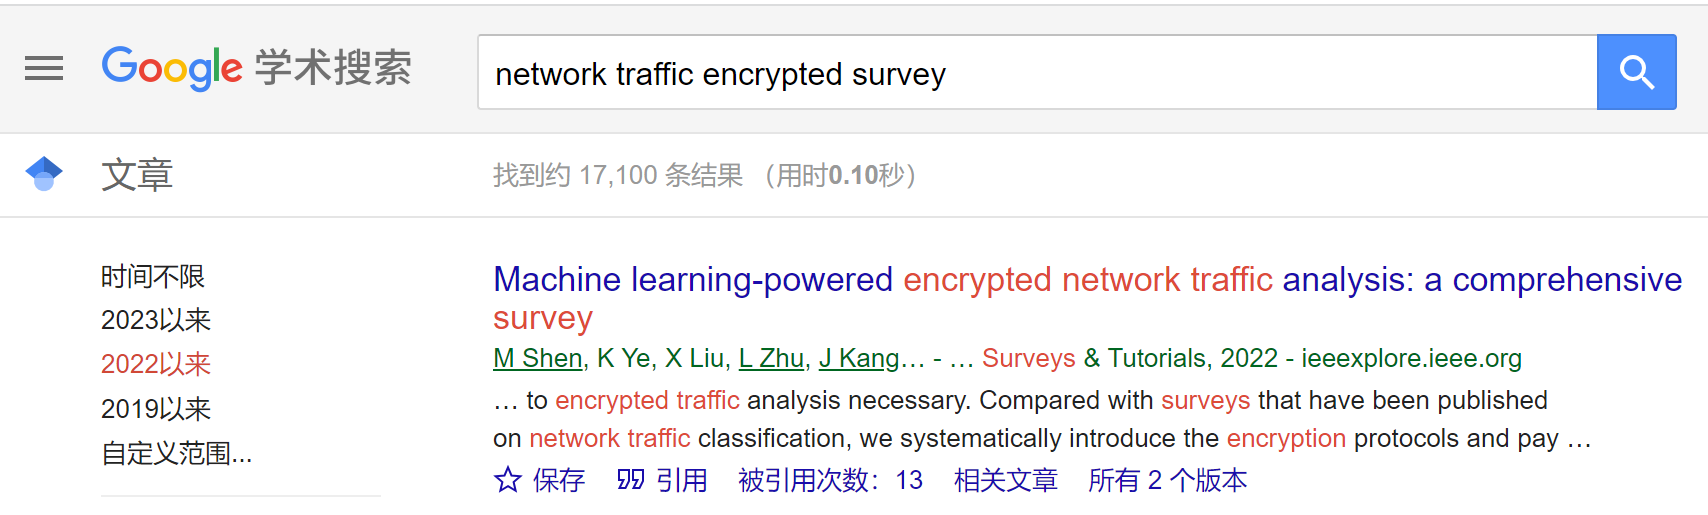 Google 学术搜索
network traffic encrypted survey
文章
找到约 17,100 条结果 （用时0.10秒）
时间不限
2023以来
2022以来
2019以来
自定义范围...
Machine learning-powered encrypted network traffic analysis: a comprehensive
survey
M Shen, K Ye, X Liu, L Zhu, J Kang… - … Surveys & Tutorials, 2022 - ieeexplore.ieee.org
… to encrypted traffic analysis necessary. Compared with surveys that have been published
on network traffic classification, we systematically introduce the encryption protocols and pay …
保存 引用 被引用次数：13 相关文章 所有 2 个版本